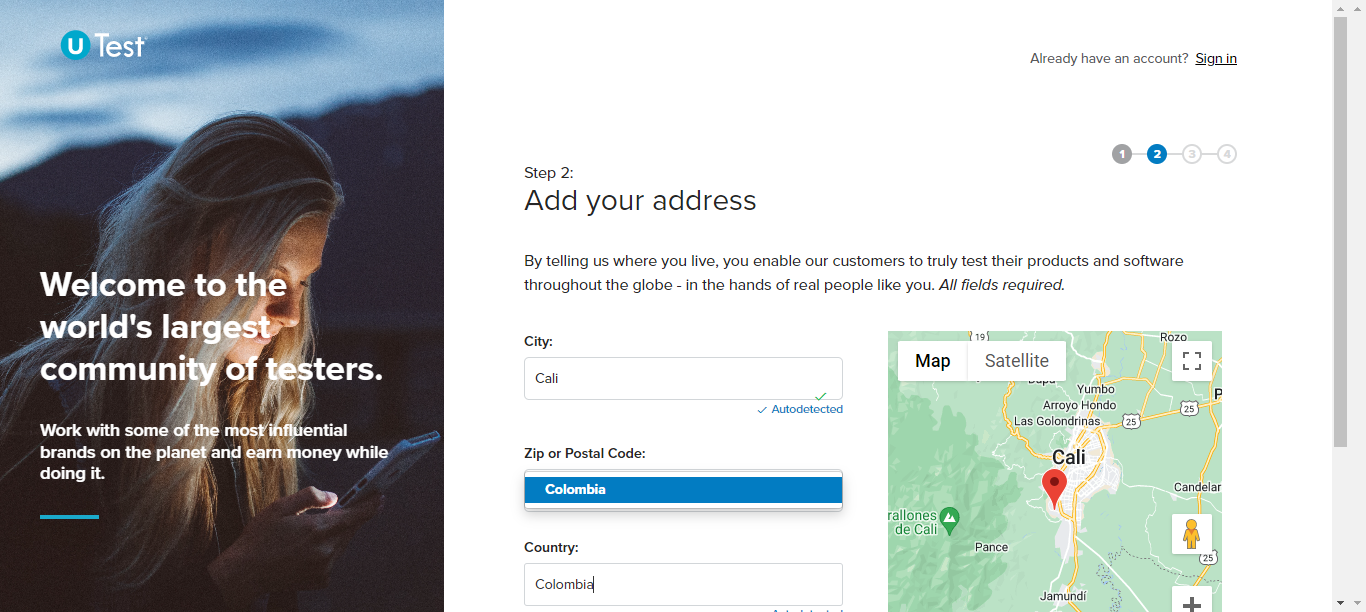 U Test
Already have an account? Sign in
1 2 3 4
Step 2:
Add your address
By telling us where you live, you enable our customers to truly test their products and software
throughout the globe - in the hands of real people like you. All fields required.
Welcome to the
world's largest
community of testers.
Work with some of the most influential
brands on the planet and earn money while
doing it.
City:
Cali
Autodetected
Zip or Postal Code:
Colombia
Country:
Colombia
Map Satellite
19
Rozo
Yumbo
Arroyo Hondo
25
Las Golondrinas
25
Cali
Candelar
rallones
de Cali
Pance
25
Jamundí